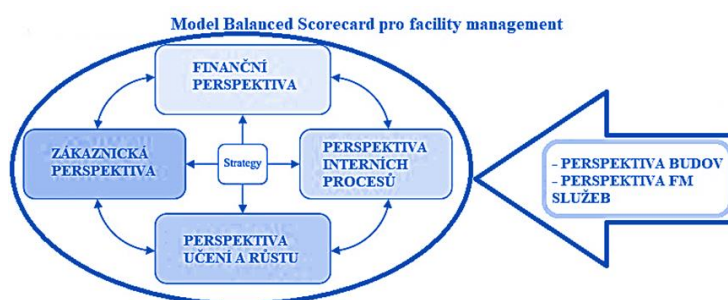 Model Balanced Scorecard pro facility management
FINANČNÍ
PERSPEKTIVA
ZÁKAZNICKÁ
PERSPEKTIVA
Strategy
PERSPEKTIVA
INTERNÍCH
PROCESŮ
PERSPEKTIVA
UČENÍ A RŮSTU
- PERSPEKTIVA BUDOV
- PERSPEKTIVA FM
SLUŽEB